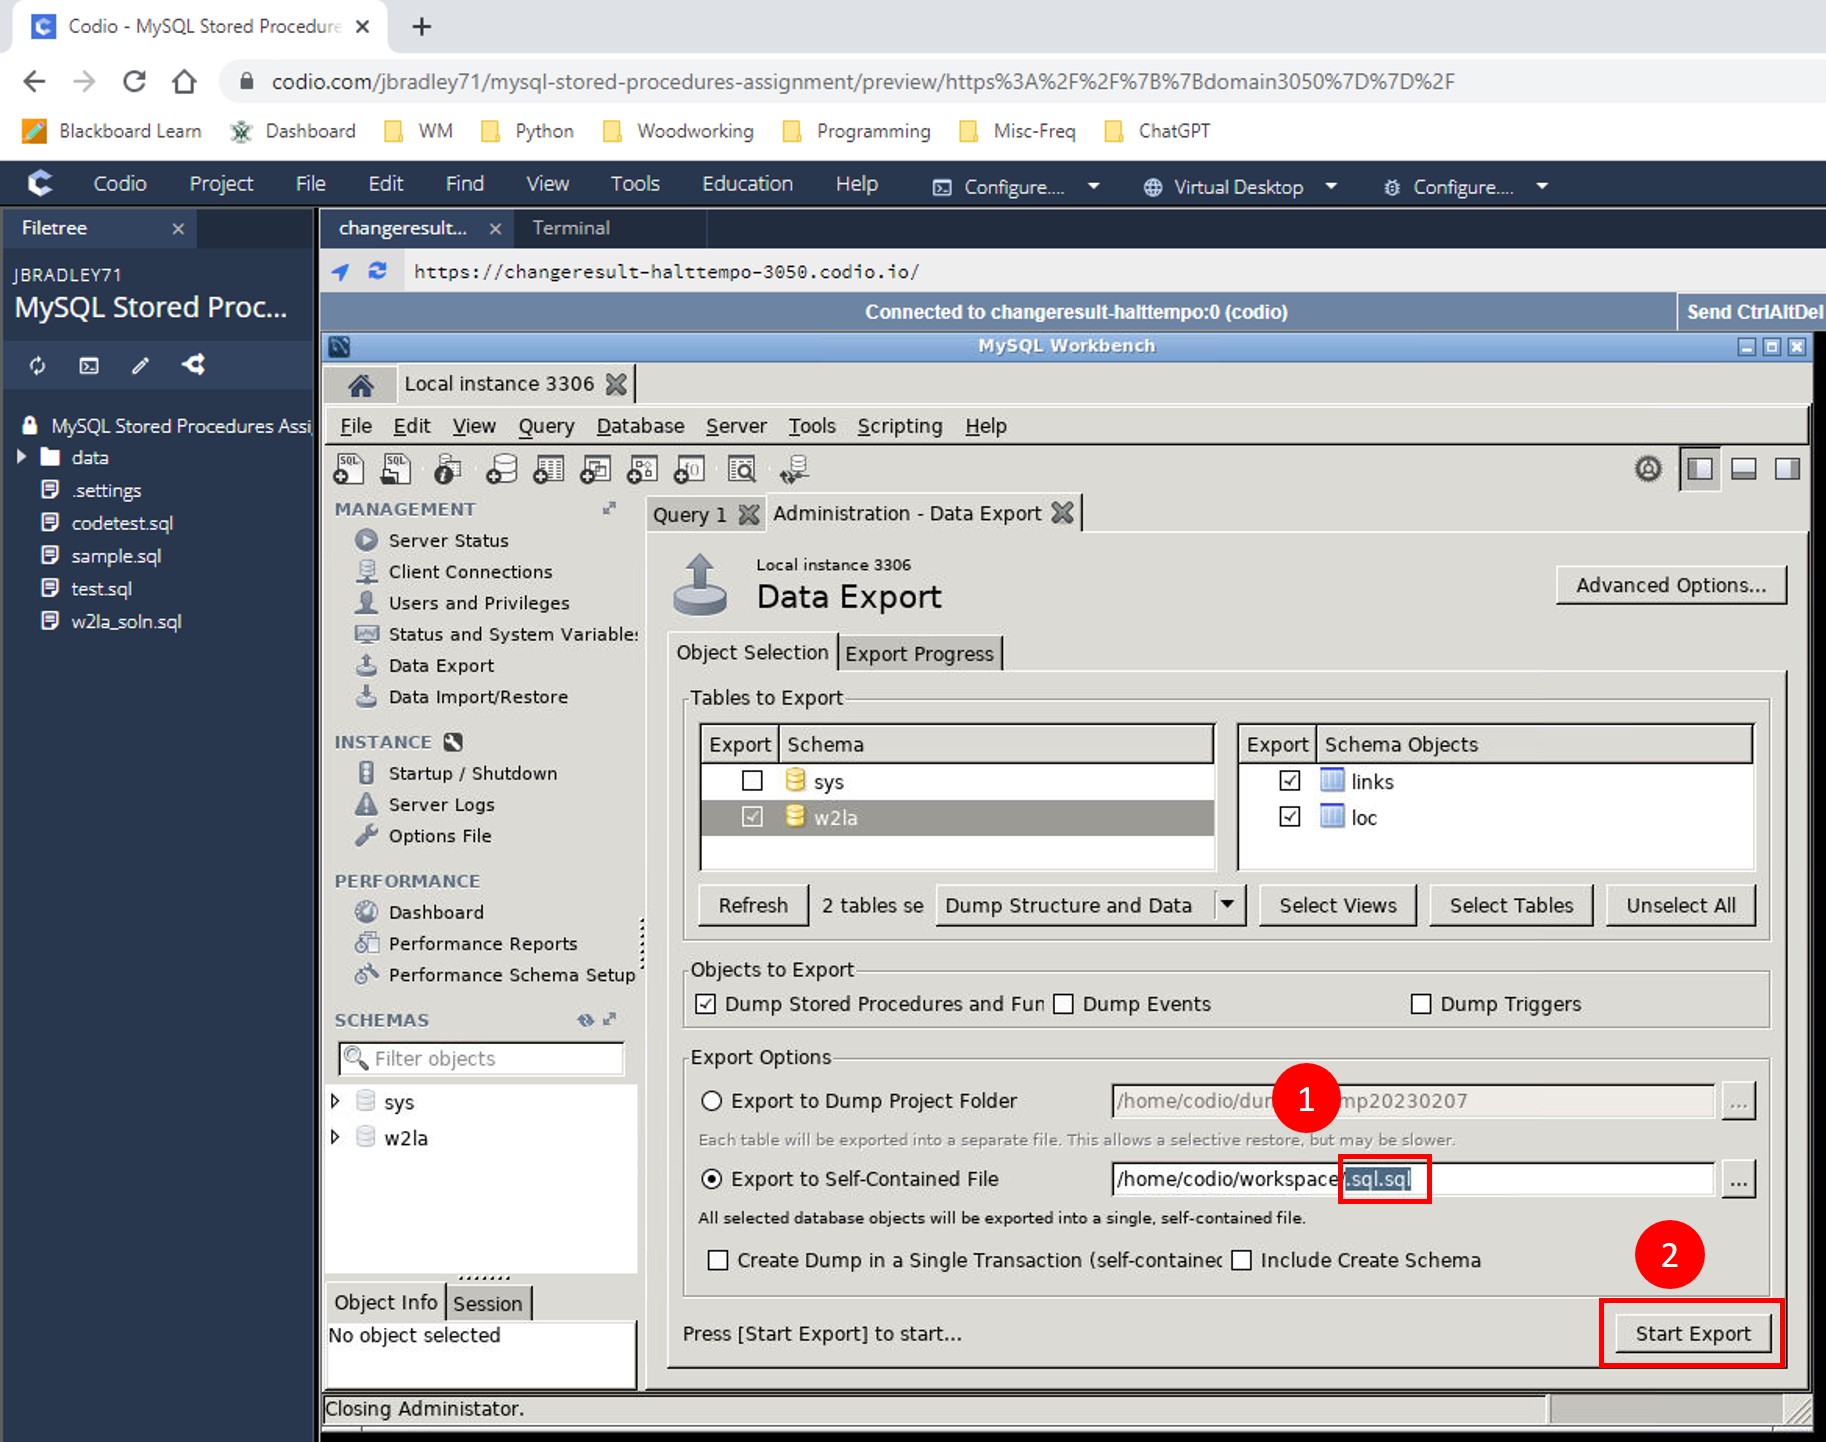 Codio - MySQL Stored Procedure
codio.com/jbradley71/mysql-stored-procedures-assignment/preview/https%3A%2F%2F%7B%7Bdomain3050%7D%7D%2F
Blackboard Learn Dashboard WM Python Woodworking Programming Misc-Freq ChatGPT
Codio Project File Edit Find View Tools Education Help Configure.... Virtual Desktop Configure....
Filetree
changeresult... Terminal
JBRADLEY71
MySQL Stored Proc...
MySQL Stored Procedures Assi
data
.settings
codetest.sql
sample.sql
test.sql
w2la_soln.sql
https://changeresult-halttempo-3050.codio.io/
Connected to changeresult-halttempo:0 (codio) Send CtrlAltDel
MySQL Workbench
Local instance 3306
File Edit View Query Database Server Tools Scripting Help
MANAGEMENT
Server Status
Client Connections
Users and Privileges
Status and System Variables
Data Export
Data Import/Restore
INSTANCE
Startup / Shutdown
Server Logs
Options File
PERFORMANCE
Dashboard
Performance Reports
Performance Schema Setup
SCHEMAS
Filter objects
sys
w2la
Object Info Session
No object selected
Query 1 Administration - Data Export
Local instance 3306
Data Export
Advanced Options...
Object Selection Export Progress
Tables to Export
Export Schema
sys
w2la
Export Schema Objects
links
loc
Refresh 2 tables se Dump Structure and Data Select Views Select Tables Unselect All
Objects to Export
Dump Stored Procedures and Fun Dump Events Dump Triggers
Export Options
Export to Dump Project Folder /home/codio/du mp20230207 ...
1
Each table will be exported into a separate file. This allows a selective restore, but may be slower.
Export to Self-Contained File /home/codio/workspace/.sql.sql ...
All selected database objects will be exported into a single, self-contained file.
Create Dump in a Single Transaction (self-contained Include Create Schema
2
Press [Start Export] to start... Start Export
Closing Administator.